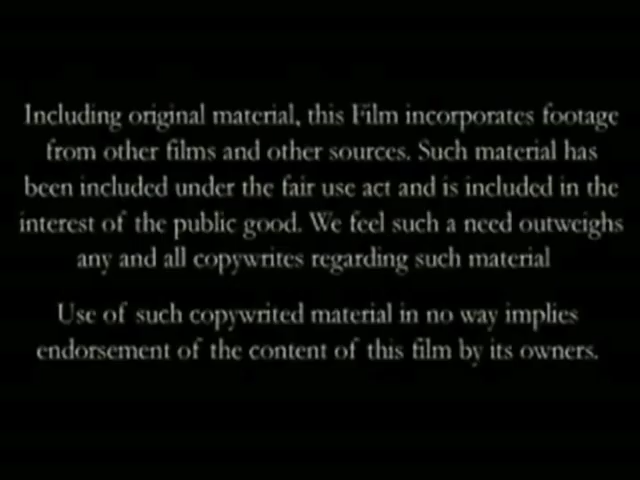 Including original material, this Film incorporates footage
from other films and other sources. Such material has
been included under the fair use act and is included in the
interest of the public good. We feel such a need outweighs
any and all copywrites regarding such material
Use of such copywrited material in no way implies
endorsement of the content of this film by its owners.